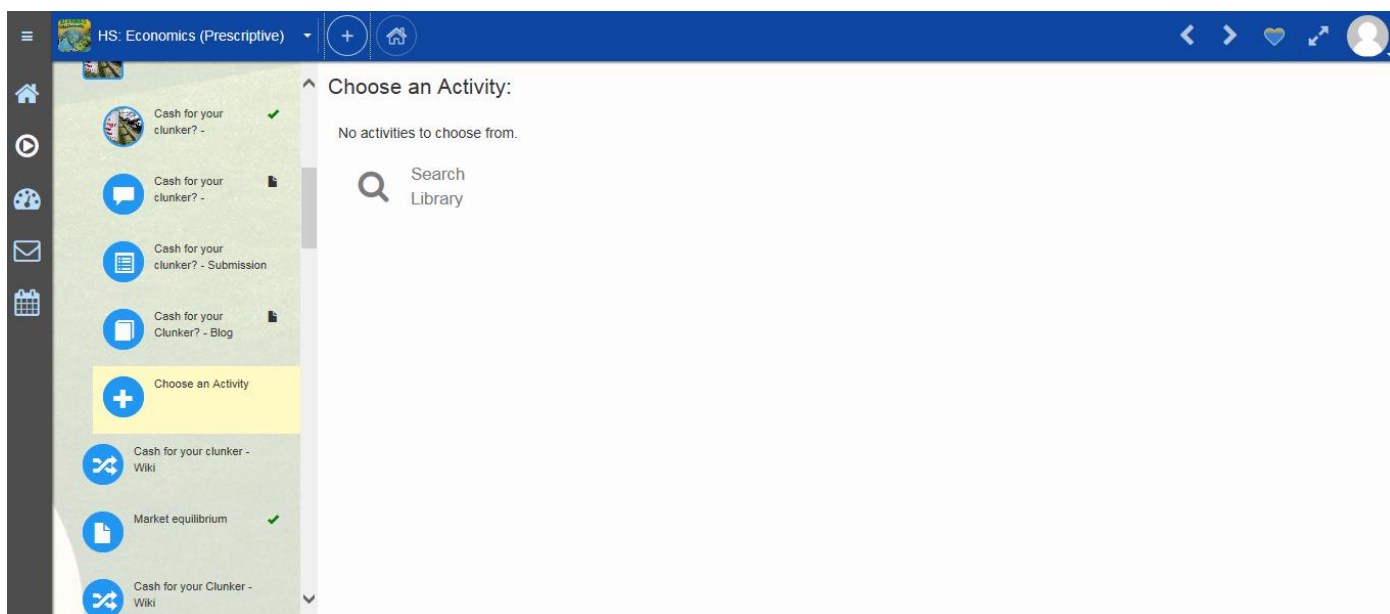 HS: Economics (Prescriptive)
Cash for your
clunker? -
Cash for your
clunker? -
Cash for your
clunker? - Submission
Cash for your
Clunker? - Blog
Choose an Activity
Cash for your clunker -
Wiki
Market equilibrium
Cash for your Clunker -
Wiki
Choose an Activity:
No activities to choose from.
Search
Library